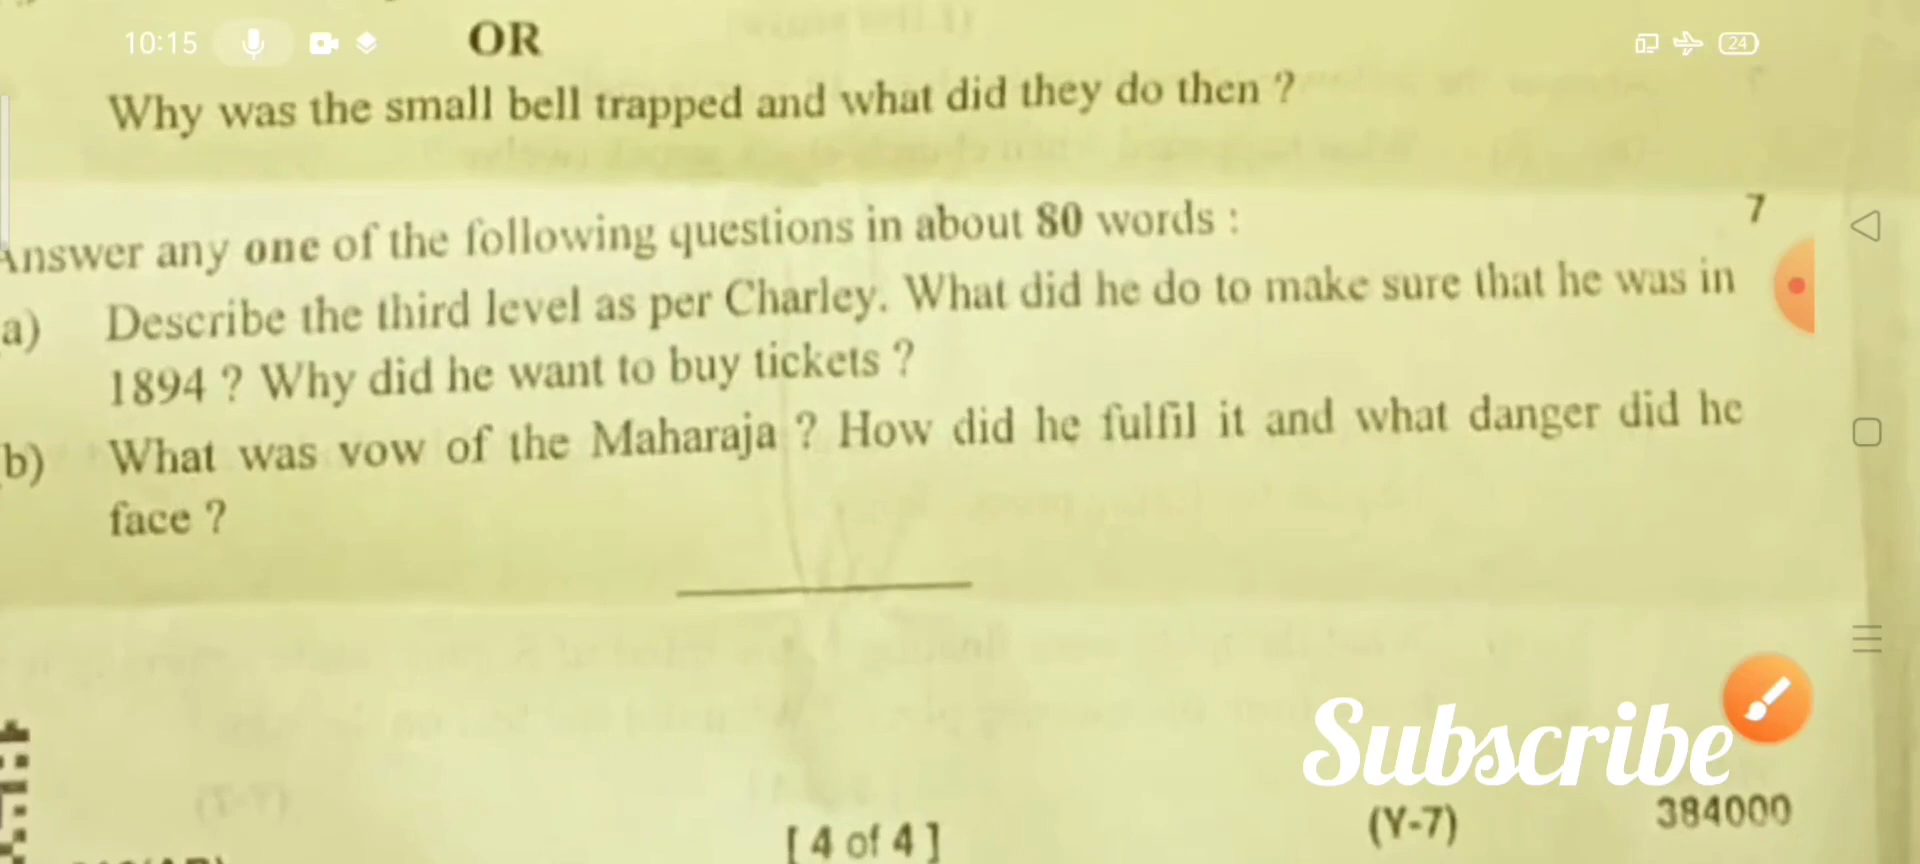 10:15
24
OR
Why was the small bell trapped and what did they do then ?
Answer any one of the following questions in about 80 words :
7
a) Describe the third level as per Charley. What did he do to make sure that he was in
1894 ? Why did he want to buy tickets ?
b) What was vow of the Maharaja ? How did he fulfil it and what danger did he
face ?
Subscribe
[ 4 of 4 ]
(Y-7)
384000